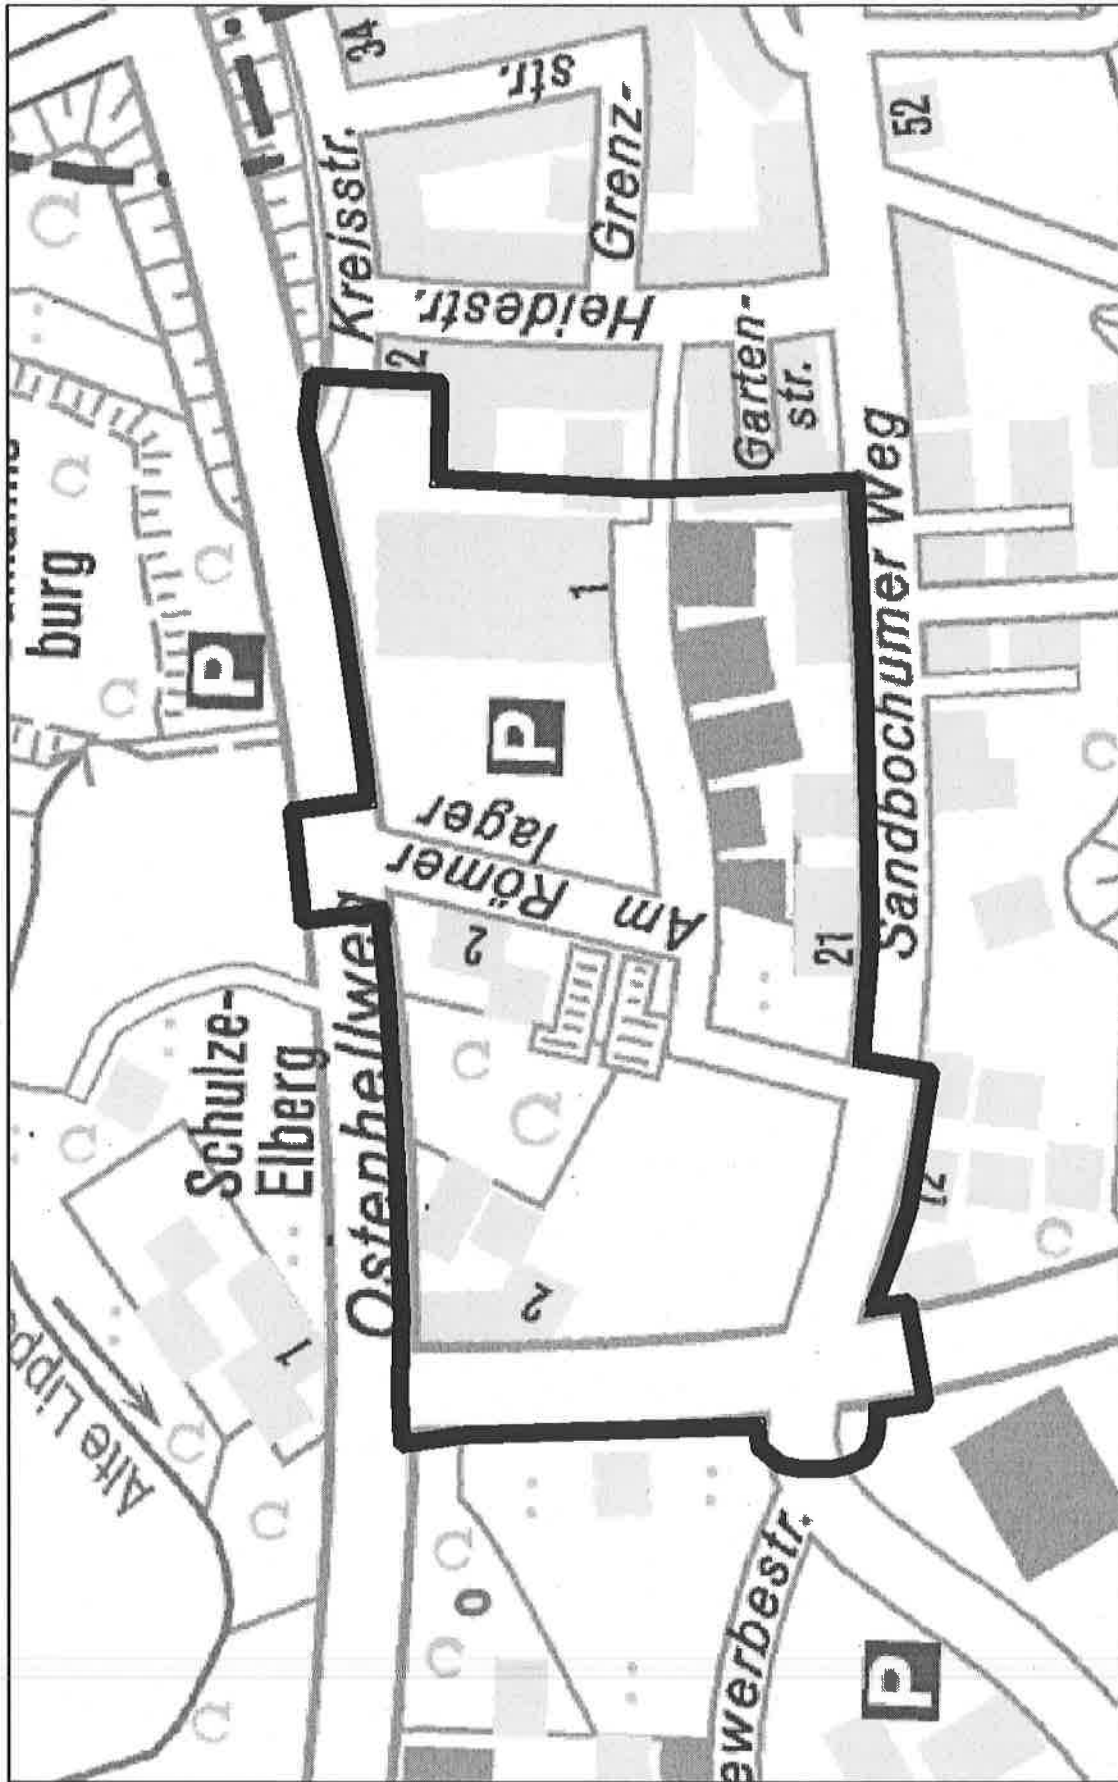 34
str.
Kreisstr.
Grenz-
52
Heidestr.
2
Garten-
str.
burg
P
1
P
Sandbochumer Weg
Am Römer
lager
2
21
Schulze-
Elberg
Ostenhellweg
2
1
Alte Lippe
12
o
ewerbestr.
P